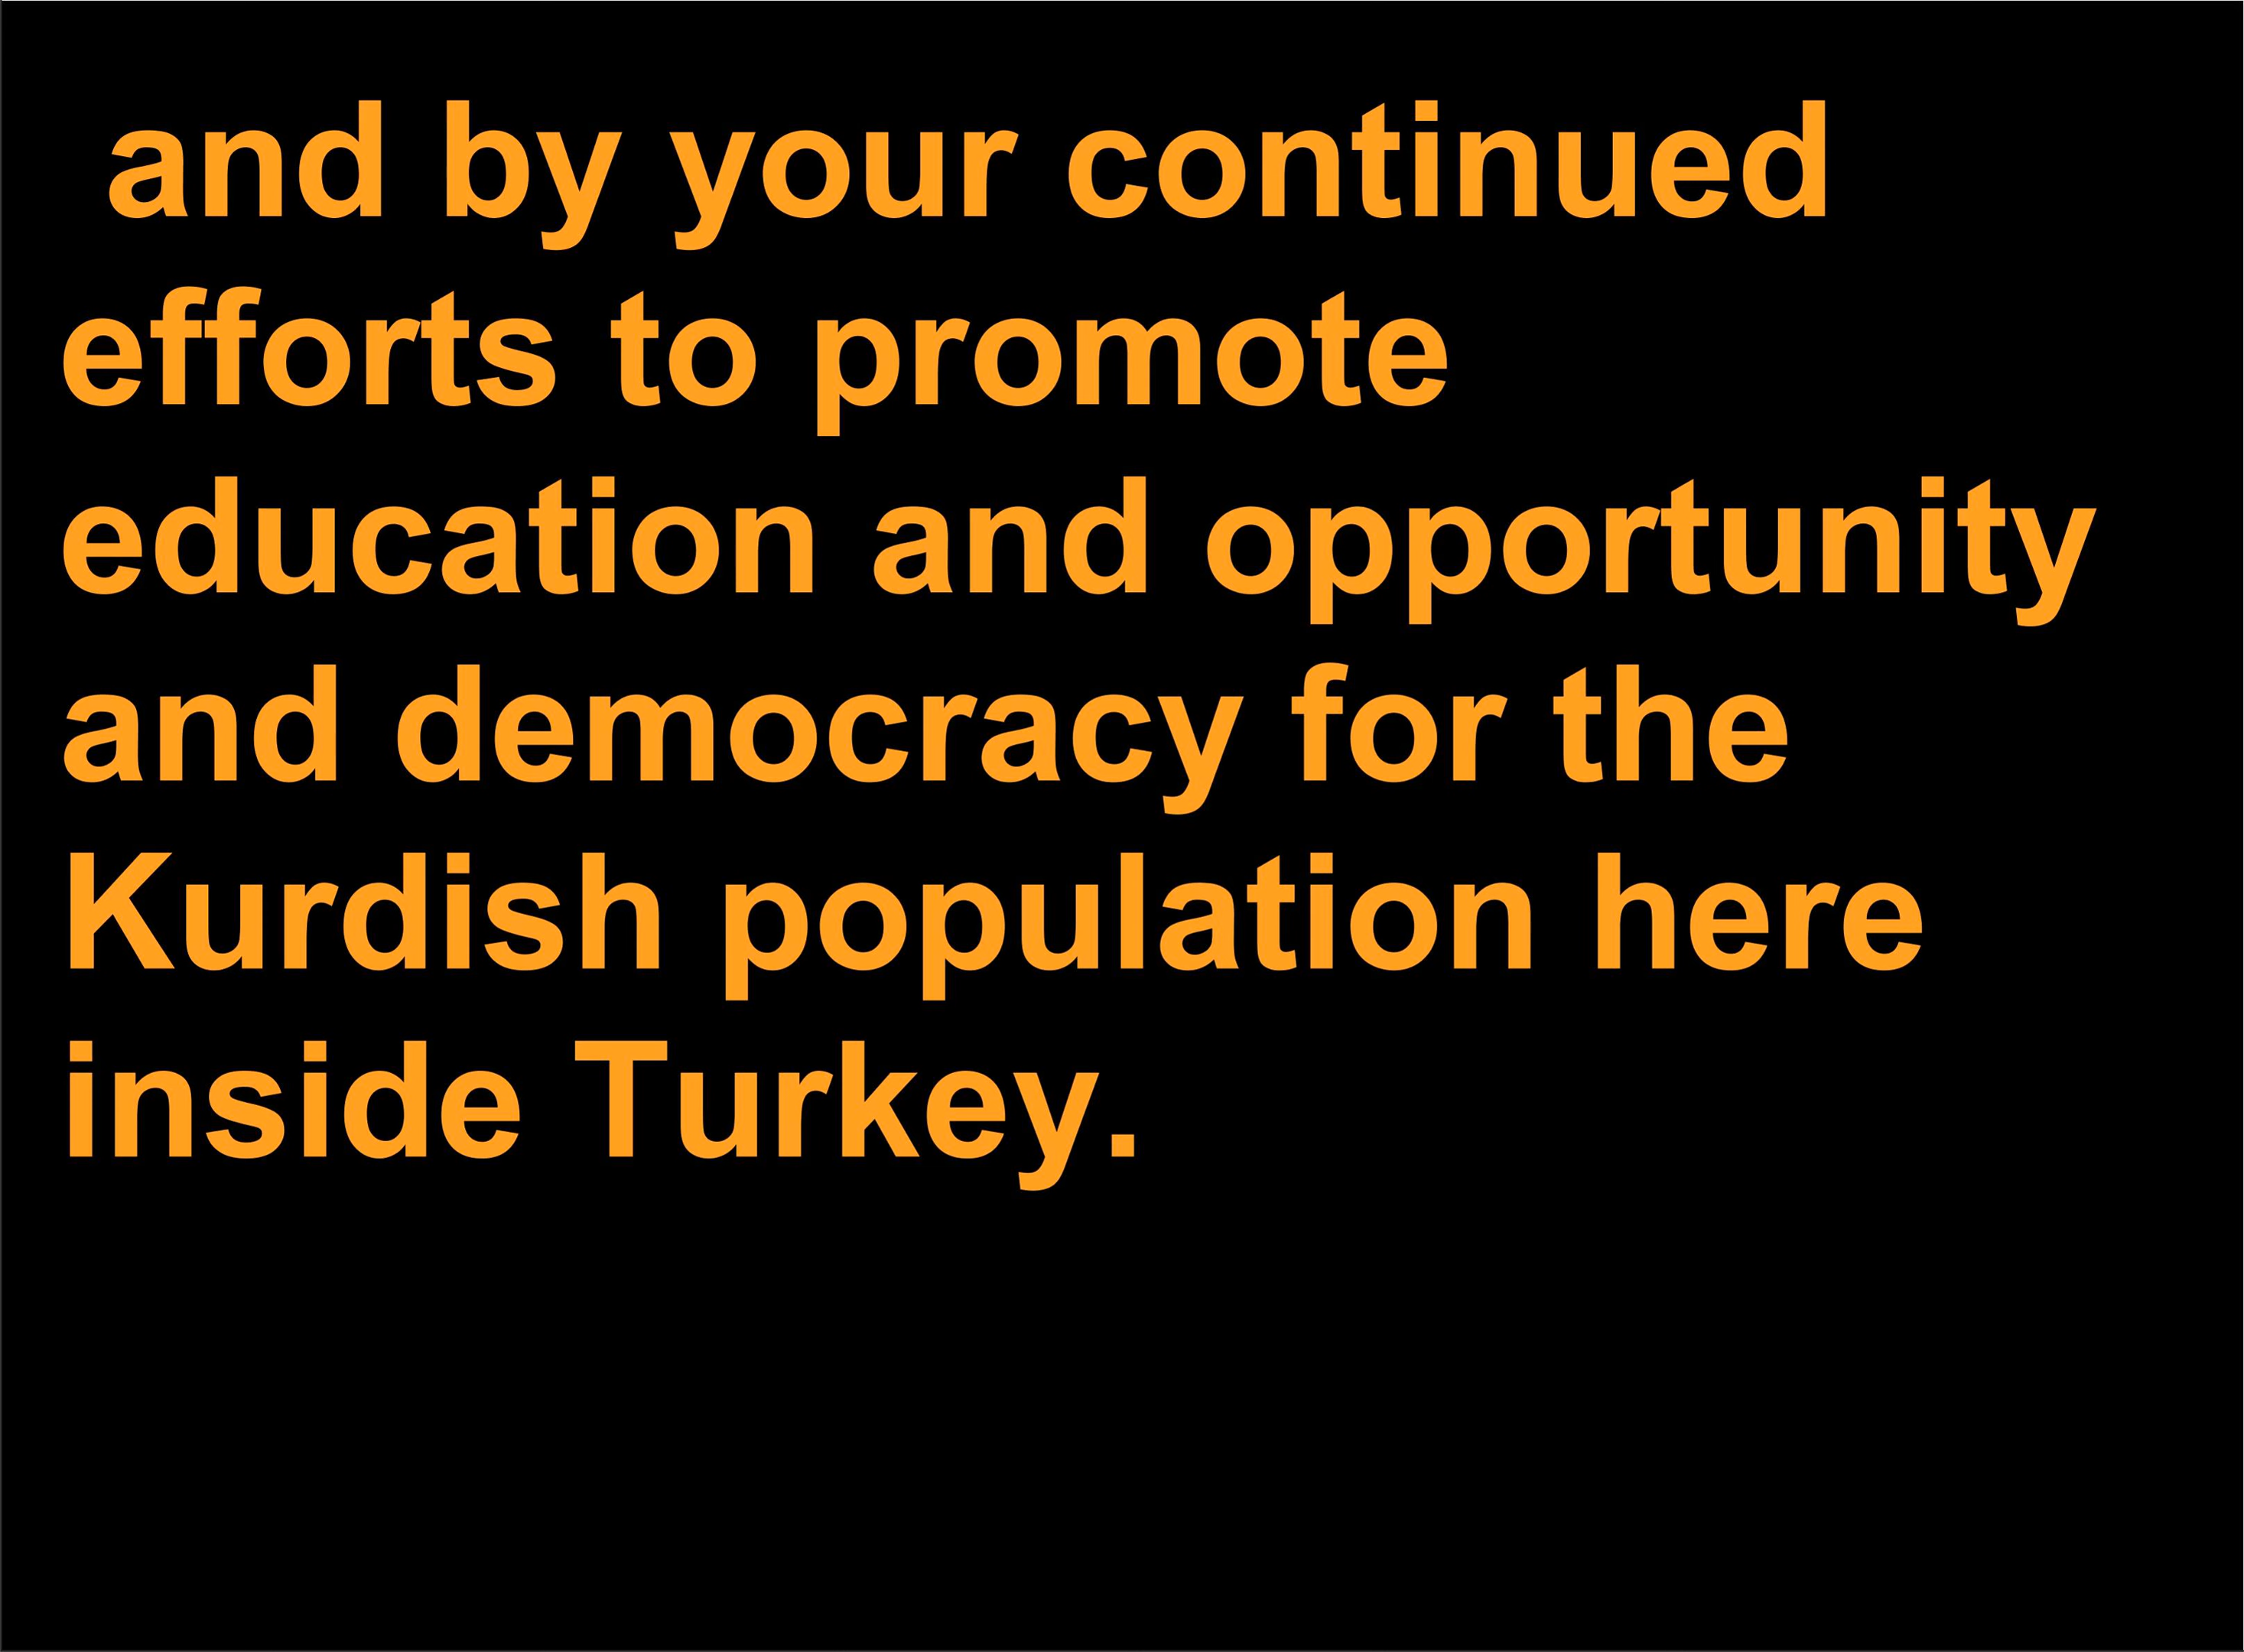 and by your continued
efforts to promote
education and opportunity
and democracy for the
Kurdish population here
inside Turkey.